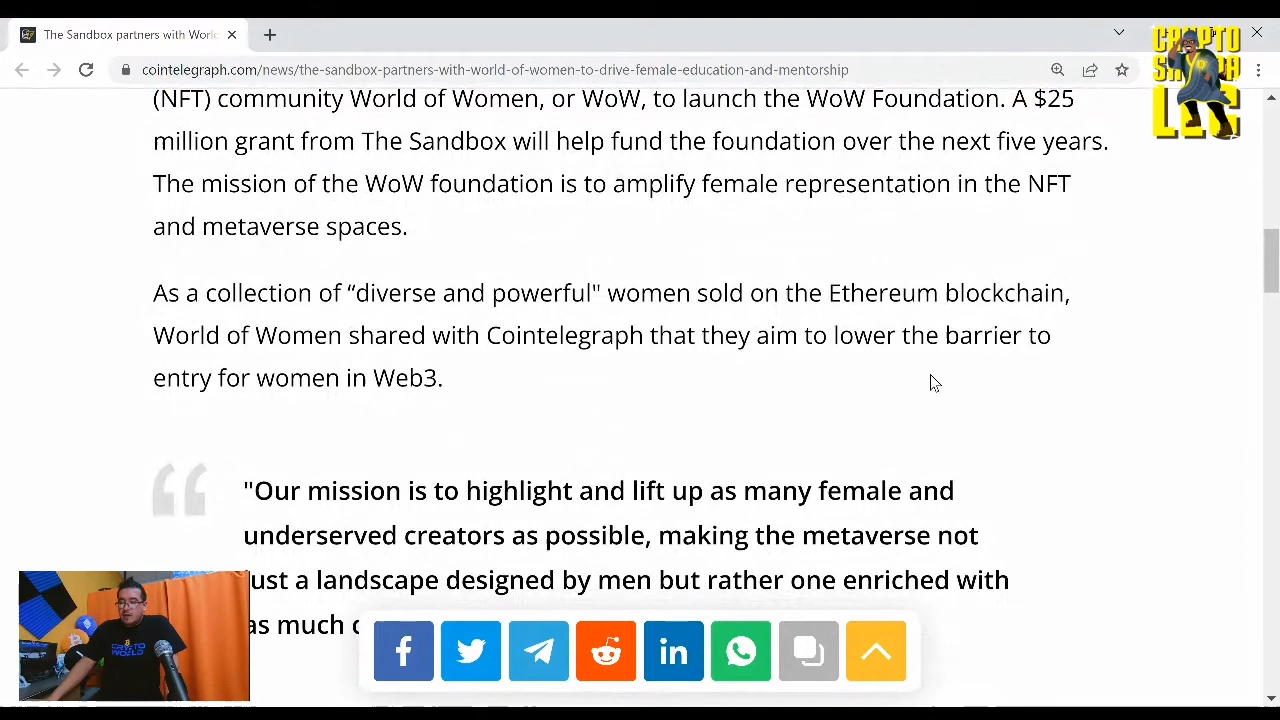 The Sandbox partners with Worl
cointelegraph.com/news/the-sandbox-partners-with-world-of-women-to-drive-female-education-and-mentorship
CRYPTO
LEO
(NFT) community World of Women, or WoW, to launch the WoW Foundation. A $25
million grant from The Sandbox will help fund the foundation over the next five years.
The mission of the WoW foundation is to amplify female representation in the NFT
and metaverse spaces.
As a collection of “diverse and powerful" women sold on the Ethereum blockchain,
World of Women shared with Cointelegraph that they aim to lower the barrier to
entry for women in Web3.
"Our mission is to highlight and lift up as many female and
underserved creators as possible, making the metaverse not
just a landscape designed by men but rather one enriched with
as much
CRYPTO
WORLD